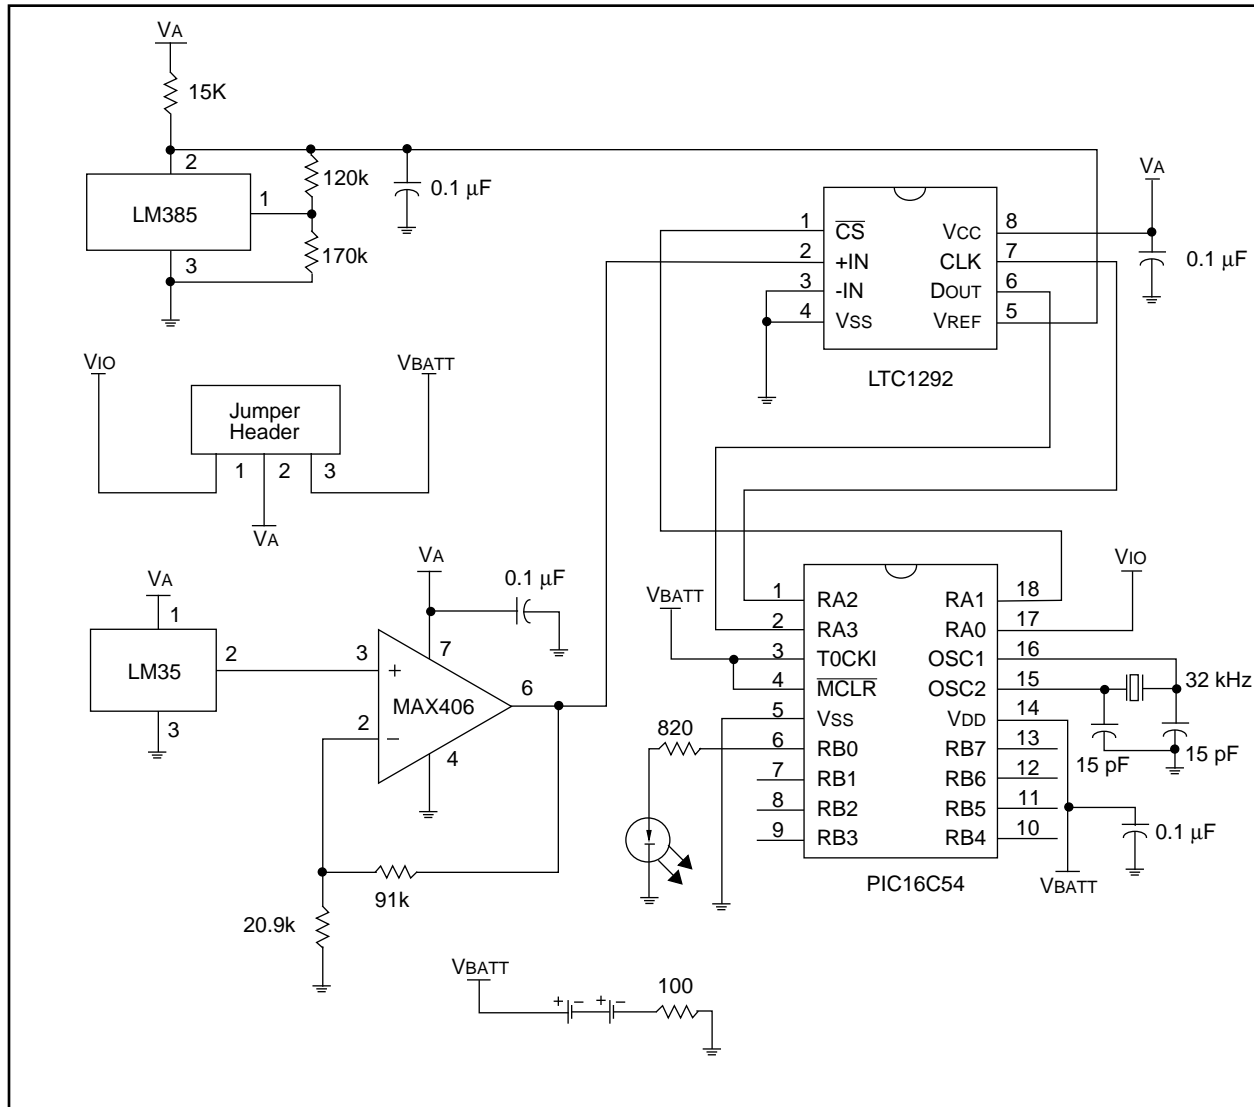 VA
15K
2
LM385
1
120k
170k
3
0.1 µF
VIO
VBATT
Jumper
Header
1 2 3
VA
VA
1
LM35
2
3
VA
0.1 µF
7
3
+
MAX406
6
2
−
4
91k
20.9k
VBATT
+ − + −
100
VA
0.1 µF
1 CS VCC 8
2 +IN CLK 7
3 -IN DOUT 6
4 VSS VREF 5
LTC1292
VBATT
VIO
1 RA2 RA1 18
2 RA3 RA0 17
3 T0CKI OSC1 16
4 MCLR OSC2 15
5 VSS VDD 14
6 RB0 RB7 13
7 RB1 RB6 12
8 RB2 RB5 11
9 RB3 RB4 10
PIC16C54
820
32 kHz
15 pF
15 pF
0.1 µF
VBATT